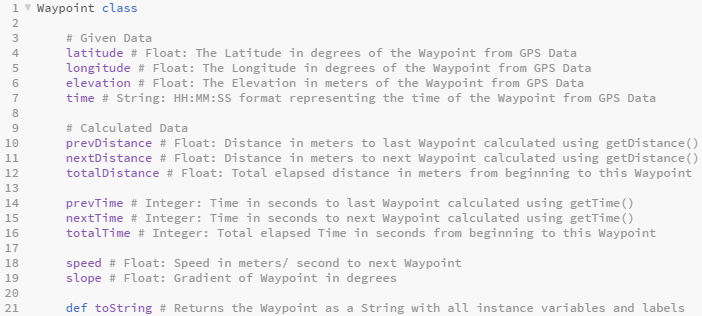 1 Waypoint class
2
3 # Given Data
4 latitude # Float: The Latitude in degrees of the Waypoint from GPS Data
5 longitude # Float: The Longitude in degrees of the Waypoint from GPS Data
6 elevation # Float: The Elevation in meters of the Waypoint from GPS Data
7 time # String: HH:MM:SS format representing the time of the Waypoint from GPS Data
8
9 # Calculated Data
10 prevDistance # Float: Distance in meters to last Waypoint calculated using getDistance()
11 nextDistance # Float: Distance in meters to next Waypoint calculated using getDistance()
12 totalDistance # Float: Total elapsed distance in meters from beginning to this Waypoint
13
14 prevTime # Integer: Time in seconds to last Waypoint calculated using getTime()
15 nextTime # Integer: Time in seconds to next Waypoint calculated using getTime()
16 totalTime # Integer: Total elapsed Time in seconds from beginning to this Waypoint
17
18 speed # Float: Speed in meters/ second to next Waypoint
19 slope # Float: Gradient of Waypoint in degrees
20
21 def toString # Returns the Waypoint as a String with all instance variables and labels